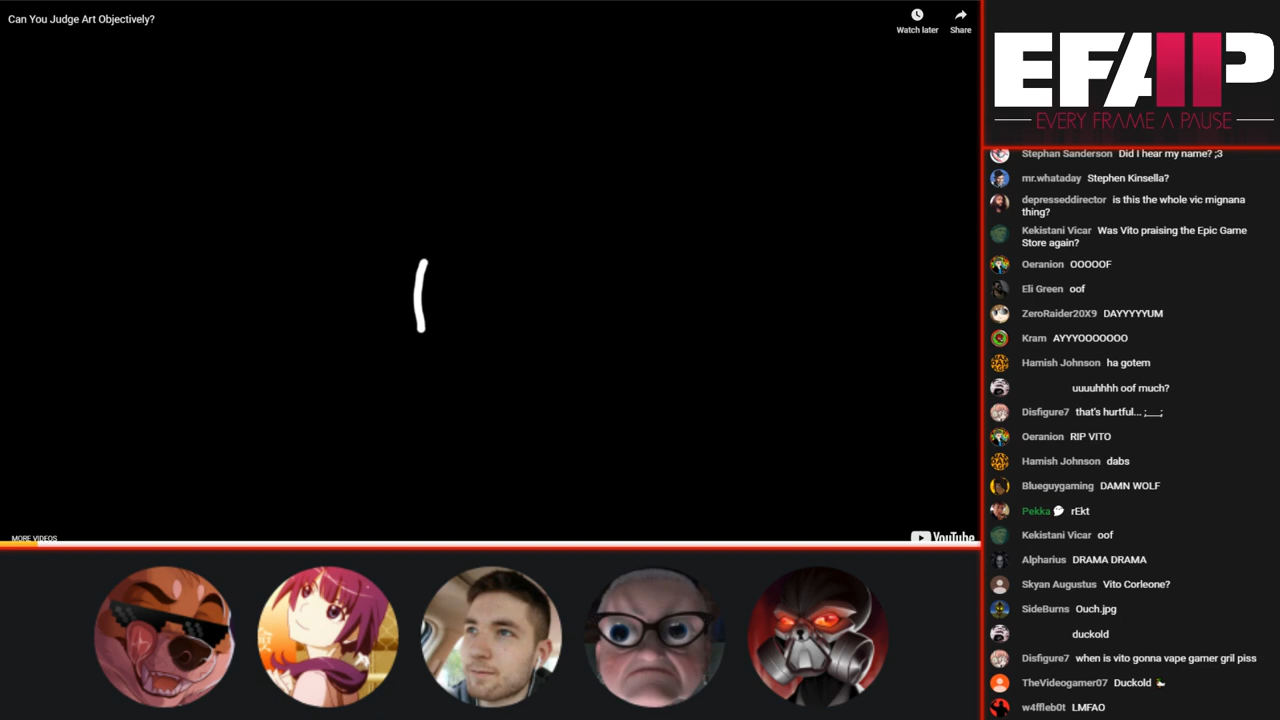 Can You Judge Art Objectively?
Watch later
Share
MORE VIDEOS
YouTube
EFAP
EVERY FRAME A PAUSE
Stephan Sanderson Did I hear my name? ;3
mr.whataday Stephen Kinsella?
depresseddirector is this the whole vic mignana
thing?
Kekistani Vicar Was Vito praising the Epic Game
Store again?
Oeranion OOOOOF
Eli Green oof
ZeroRaider20X9 DAYYYYYUM
Kram AYYYOOOOOOO
Hamish Johnson ha gotem
uuuuhhhh oof much?
Disfigure7 that's hurtful... ;___;
Oeranion RIP VITO
Hamish Johnson dabs
Blueguygaming DAMN WOLF
Pekka rEkt
Kekistani Vicar oof
Alpharius DRAMA DRAMA
Skyan Augustus Vito Corleone?
SideBurns Ouch.jpg
duckold
Disfigure7 when is vito gonna vape gamer gril piss
TheVideogamer07 Duckold
w4ffleb0t LMFAO